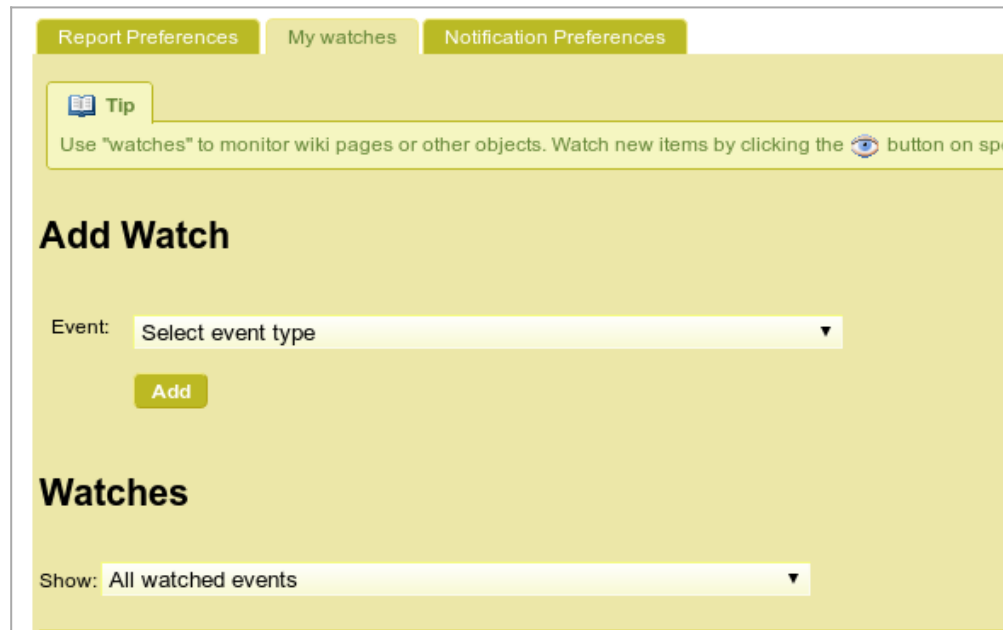 Report Preferences My watches Notification Preferences
Tip
Use "watches" to monitor wiki pages or other objects. Watch new items by clicking the button on
Add Watch
Event: Select event type
Add
Watches
Show: All watched events